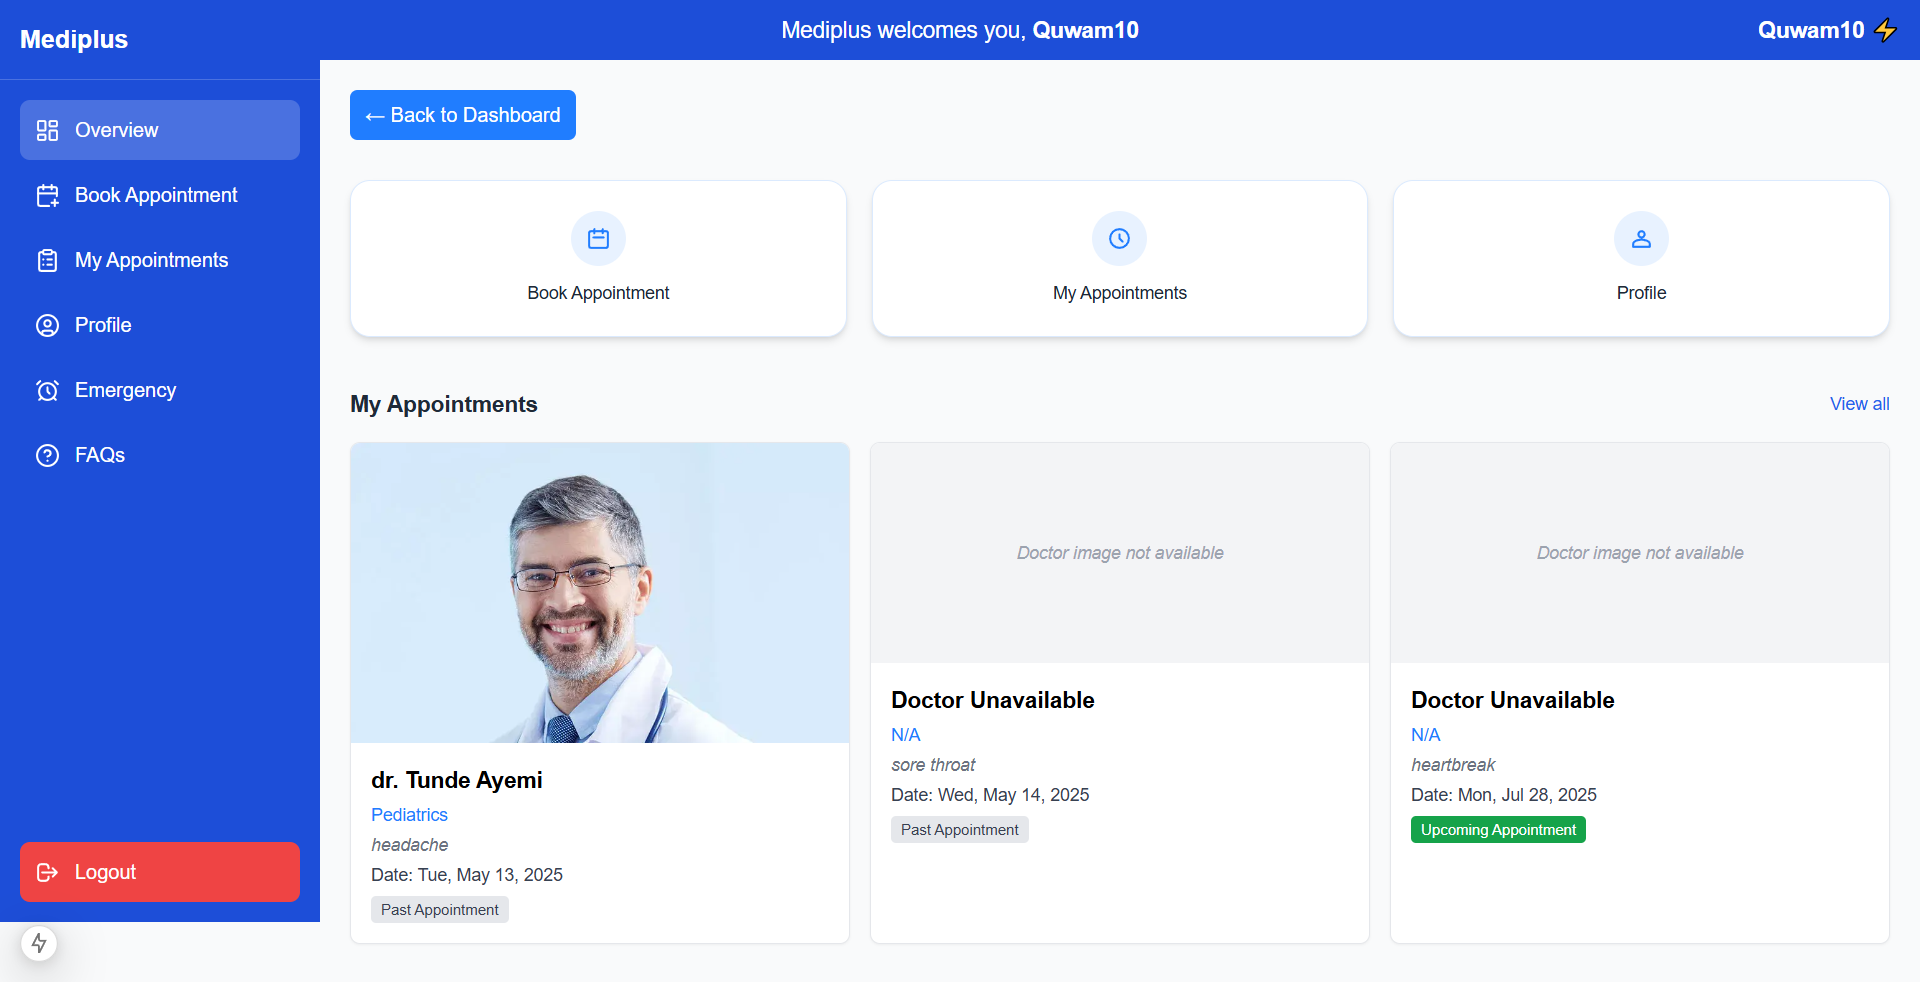 Mediplus
Mediplus welcomes you, Quwam10
Quwam10 ⚡
Overview
Book Appointment
My Appointments
Profile
Emergency
FAQs
Logout
← Back to Dashboard
Book Appointment
My Appointments
Profile
My Appointments
View all
dr. Tunde Ayemi
Pediatrics
headache
Date: Tue, May 13, 2025
Past Appointment
Doctor image not available
Doctor Unavailable
N/A
sore throat
Date: Wed, May 14, 2025
Past Appointment
Doctor image not available
Doctor Unavailable
N/A
heartbreak
Date: Mon, Jul 28, 2025
Upcoming Appointment